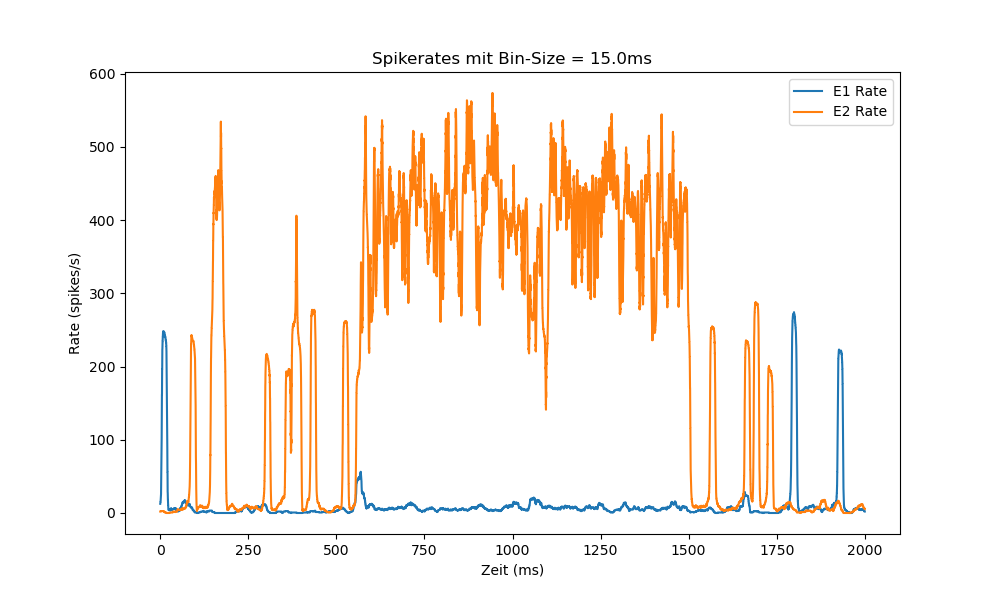 Spikerates mit Bin-Size = 15.0ms
E1 Rate
E2 Rate
Rate (spikes/s)
600
500
400
300
200
100
0
0 250 500 750 1000 1250 1500 1750 2000
Zeit (ms)